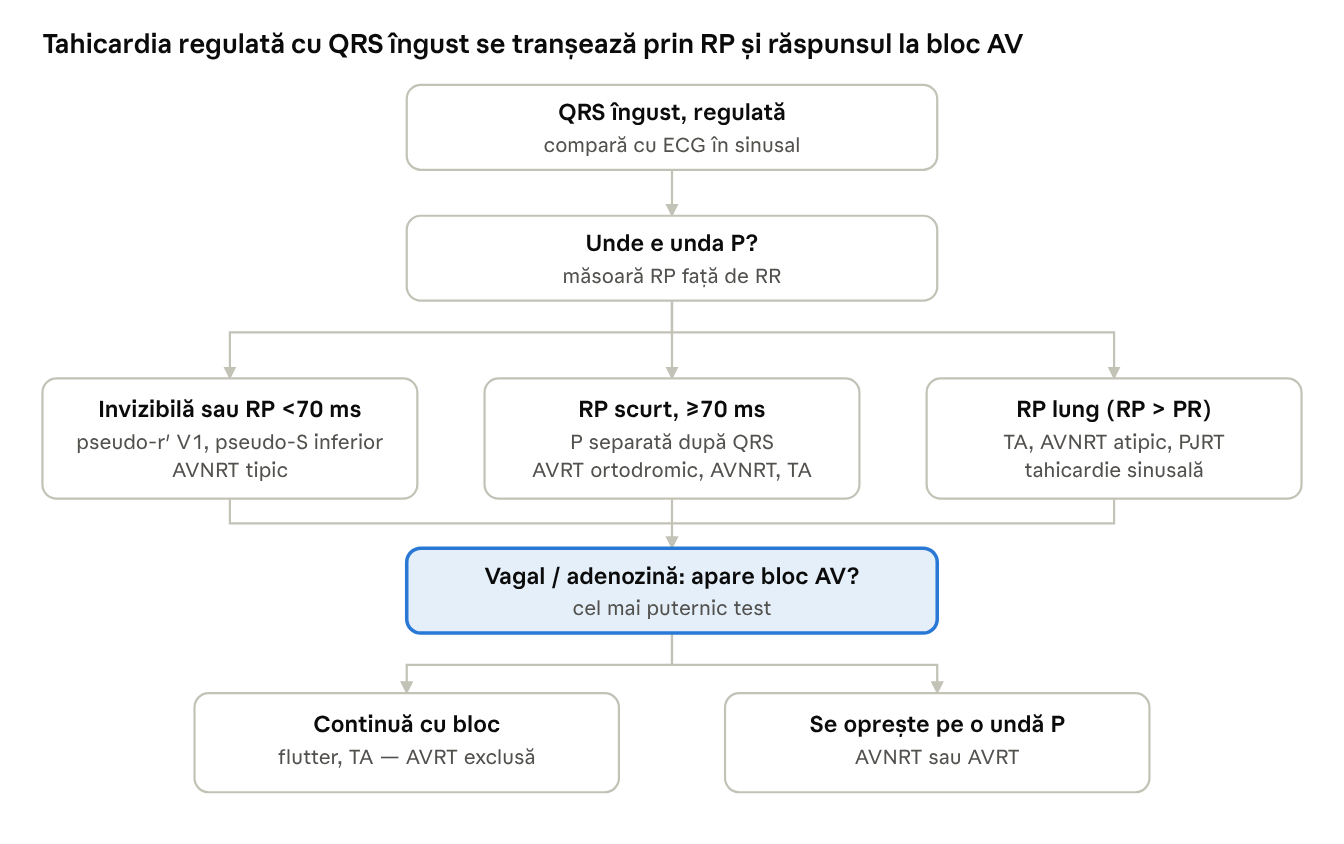 Tahicardia regulată cu QRS îngust se tranșează prin RP și răspunsul la bloc AV
QRS îngust, regulată
compară cu ECG în sinusal
Unde e unda P?
măsoară RP față de RR
Invizibilă sau RP <70 ms
pseudo-r′ V1, pseudo-S inferior
AVNRT tipic
RP scurt, ≥70 ms
P separată după QRS
AVRT ortodromic, AVNRT, TA
RP lung (RP > PR)
TA, AVNRT atipic, PJRT
tahicardie sinusală
Vagal / adenozină: apare bloc AV?
cel mai puternic test
Continuă cu bloc
flutter, TA — AVRT exclusă
Se oprește pe o undă P
AVNRT sau AVRT